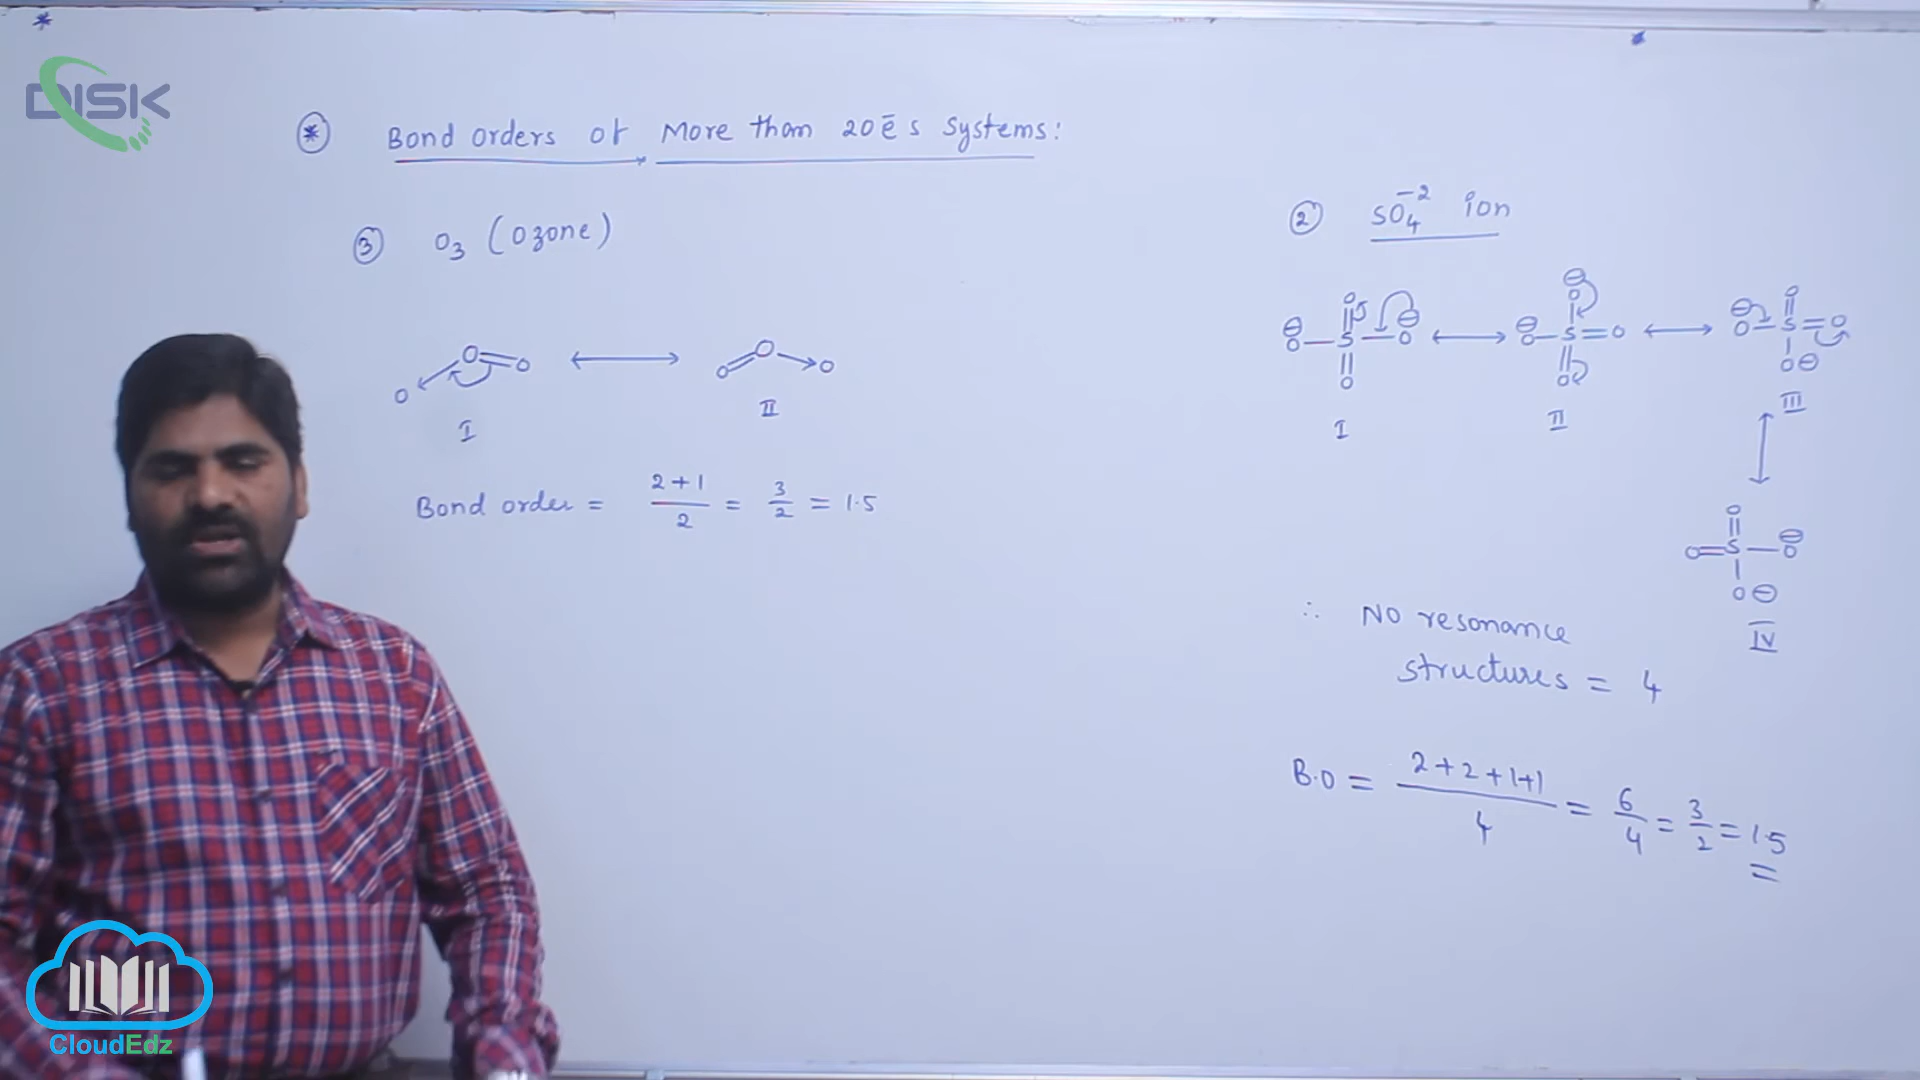 DISK
* Bond orders of More than 20 ēs Systems:
③ O₃ (Ozone)
O O=O ⟷ O=O→O
I II
Bond order = 2+1/2 = 3/2 = 1.5
② SO₄⁻² ion
I II III
IV
∴ No resonance
structures = 4
B.O = 2+2+1+1/4 = 6/4 = 3/2 = 1.5
CloudEdz